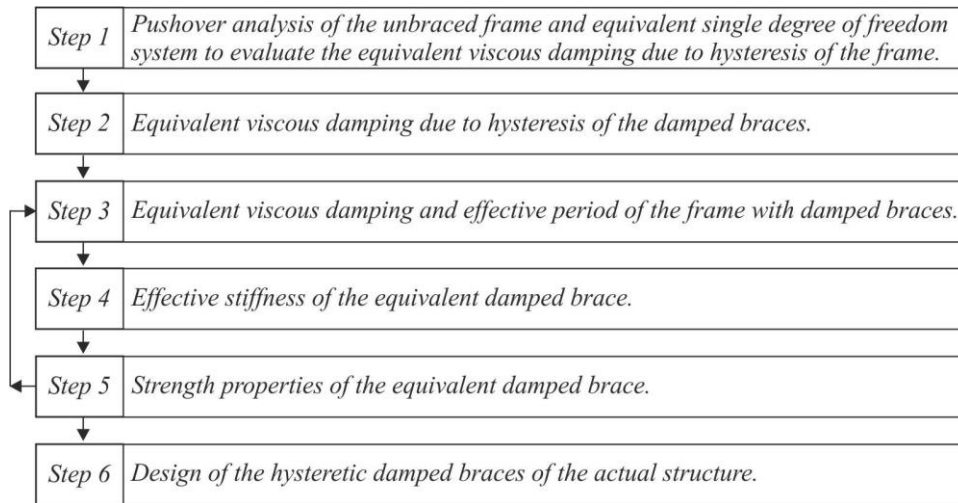 Step 1
Pushover analysis of the unbraced frame and equivalent single degree of freedom
system to evaluate the equivalent viscous damping due to hysteresis of the frame.
Step 2
Equivalent viscous damping due to hysteresis of the damped braces.
Step 3
Equivalent viscous damping and effective period of the frame with damped braces.
Step 4
Effective stiffness of the equivalent damped brace.
Step 5
Strength properties of the equivalent damped brace.
Step 6
Design of the hysteretic damped braces of the actual structure.